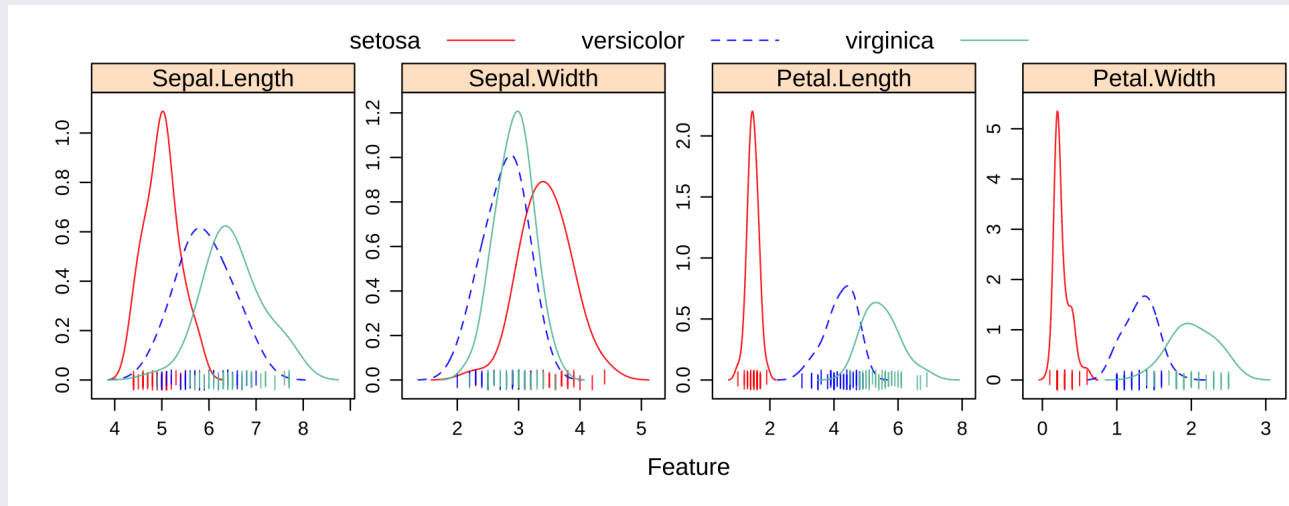 setosa versicolor virginica
Sepal.Length Sepal.Width Petal.Length Petal.Width
0.0 0.2 0.4 0.6 0.8 1.0
0.0 0.2 0.4 0.6 0.8 1.0 1.2
0.0 0.5 1.0 1.5 2.0
0 1 2 3 4 5
4 5 6 7 8
2 3 4 5
2 4 6 8
0 1 2 3
Feature